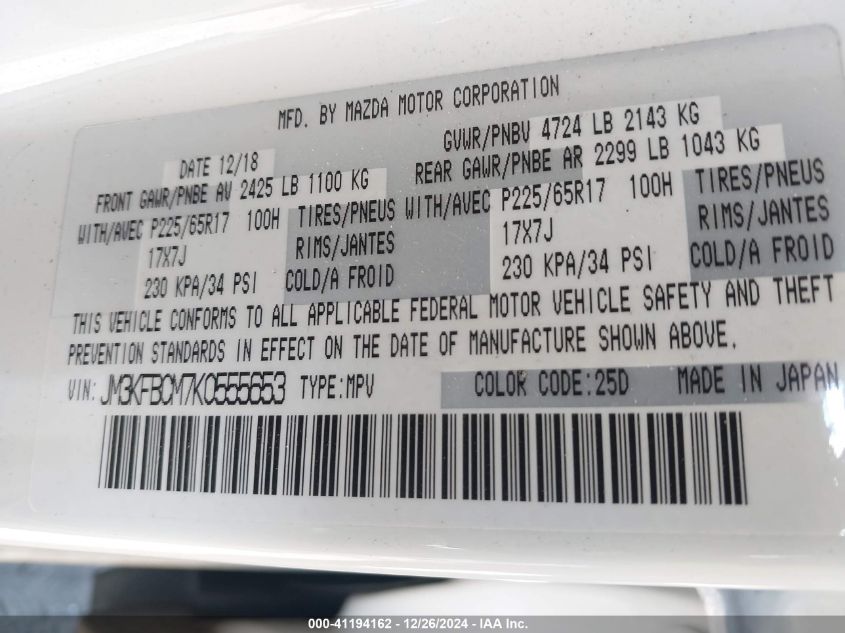 MFD. BY MAZDA MOTOR CORPORATION
DATE 12/18 GVWR/PNBV 4724 LB 2143 KG
FRONT GAWR/PNBE AV 2425 LB 1100 KG REAR GAWR/PNBE AR 2299 LB 1043 KG
WITH/AVEC P225/65R17 100H TIRES/PNEUS WITH/AVEC P225/65R17 100H TIRES/PNEUS
17X7J RIMS/JANTES 17X7J RIMS/JANTES
230 KPA/34 PSI COLD/A FROID 230 KPA/34 PSI COLD/A FROID
THIS VEHICLE CONFORMS TO ALL APPLICABLE FEDERAL MOTOR VEHICLE SAFETY AND THEFT
PREVENTION STANDARDS IN EFFECT ON THE DATE OF MANUFACTURE SHOWN ABOVE.
VIN: JM3KFBCM7K0555653 TYPE:MPV COLOR CODE:25D MADE IN JAPAN
000-41194162 - 12/26/2024 - IAA Inc.